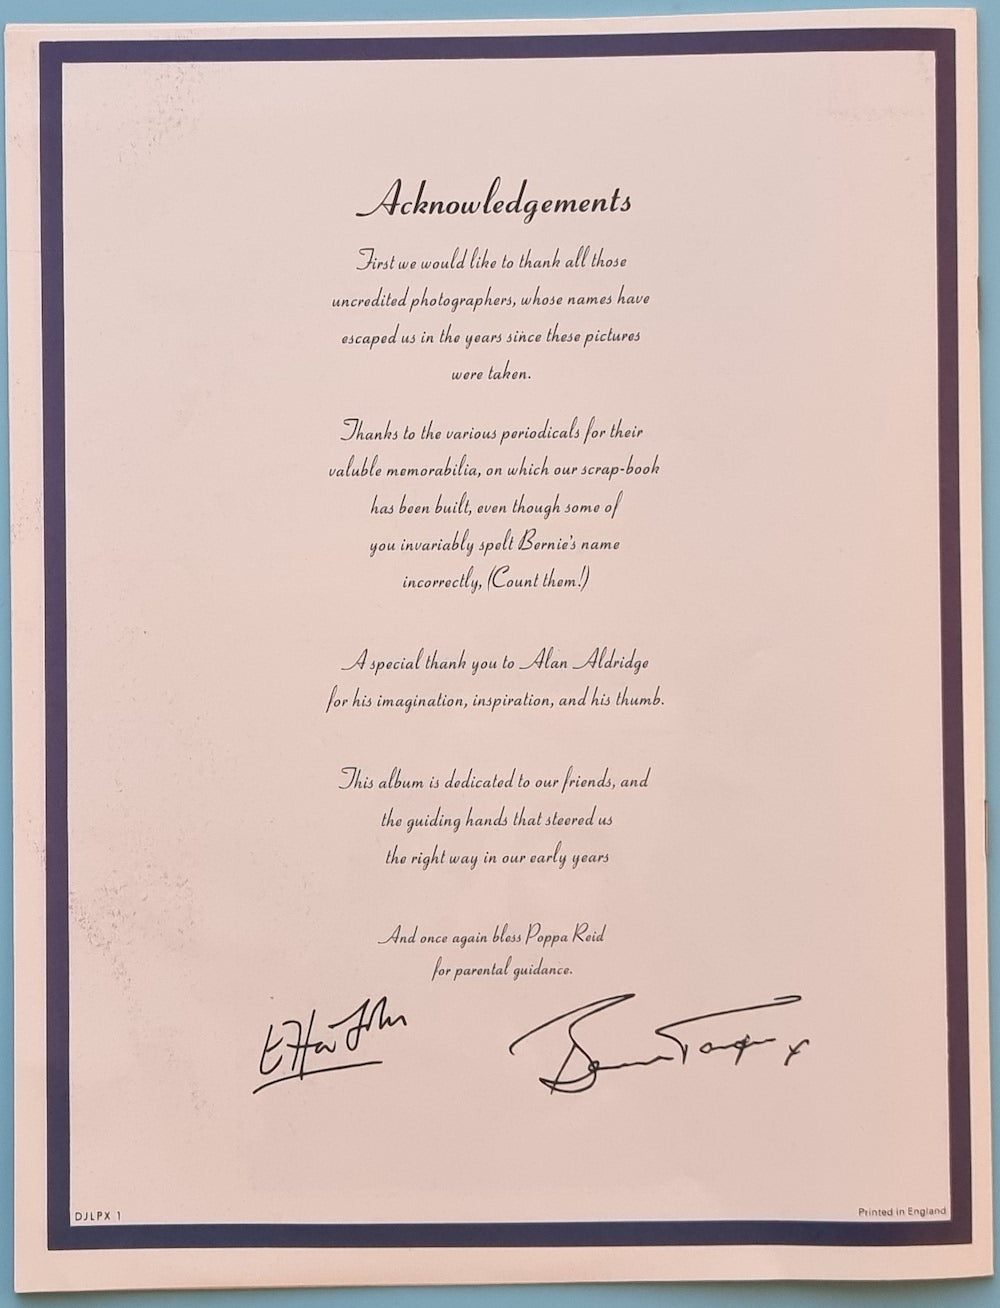 Acknowledgements
First we would like to thank all those
uncredited photographers, whose names have
escaped us in the years since these pictures
were taken.
Thanks to the various periodicals for their
valuble memorabilia, on which our scrap-book
has been built, even though some of
you invariably spelt Bernie's name
incorrectly, (Count them!)
A special thank you to Alan Aldridge
for his imagination, inspiration, and his thumb.
This album is dedicated to our friends, and
the guiding hands that steered us
the right way in our early years
And once again bless Poppa Reid
for parental guidance.
Elton John
Bernie Taupin x
DJLPX 1
Printed in England